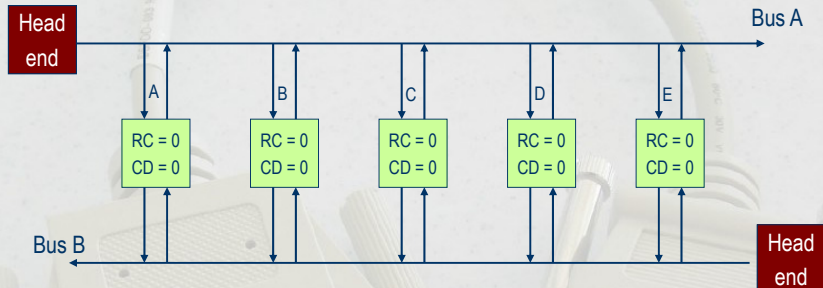 Head
end
Bus A
A
B
C
D
E
RC = 0
CD = 0
RC = 0
CD = 0
RC = 0
CD = 0
RC = 0
CD = 0
RC = 0
CD = 0
Bus B
Head
end